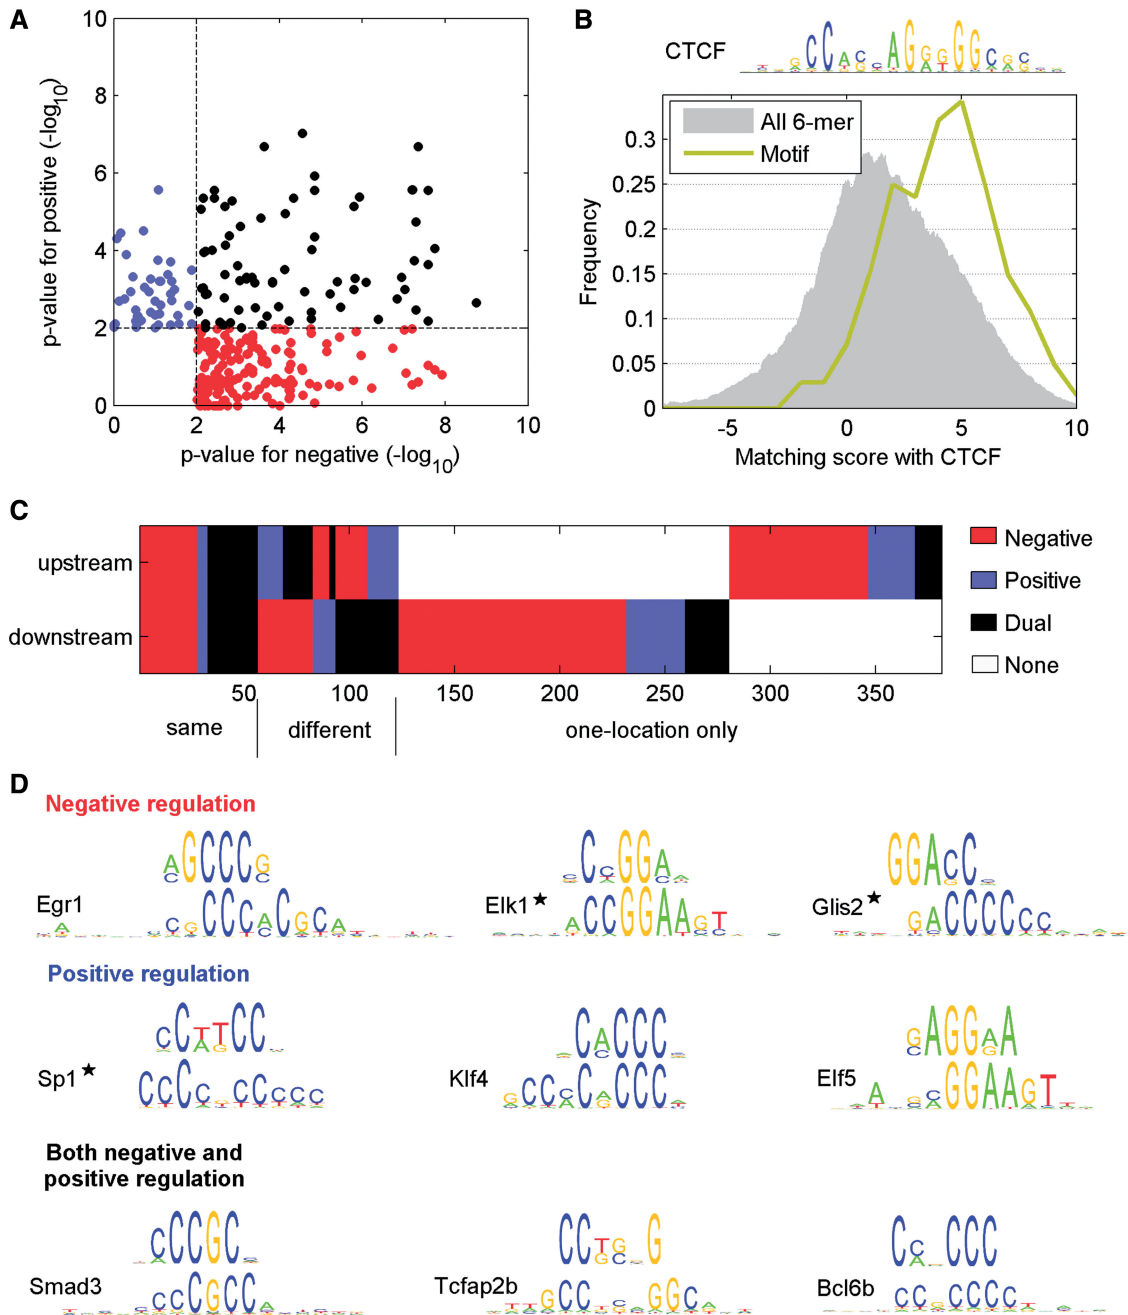 A
p-value for positive (-log10)
10
8
6
4
2
0
0 2 4 6 8 10
p-value for negative (-log10)
B
CTCF
All 6-mer
Motif
Frequency
0.3
0.25
0.2
0.15
0.1
0.05
0
-5 0 5 10
Matching score with CTCF
C
upstream
downstream
50 100 150 200 250 300 350
same different one-location only
Negative
Positive
Dual
None
D
Negative regulation
Egr1
Elk1★
Glis2★
Positive regulation
Sp1★
Klf4
Elf5
Both negative and
positive regulation
Smad3
Tcfap2b
Bcl6b